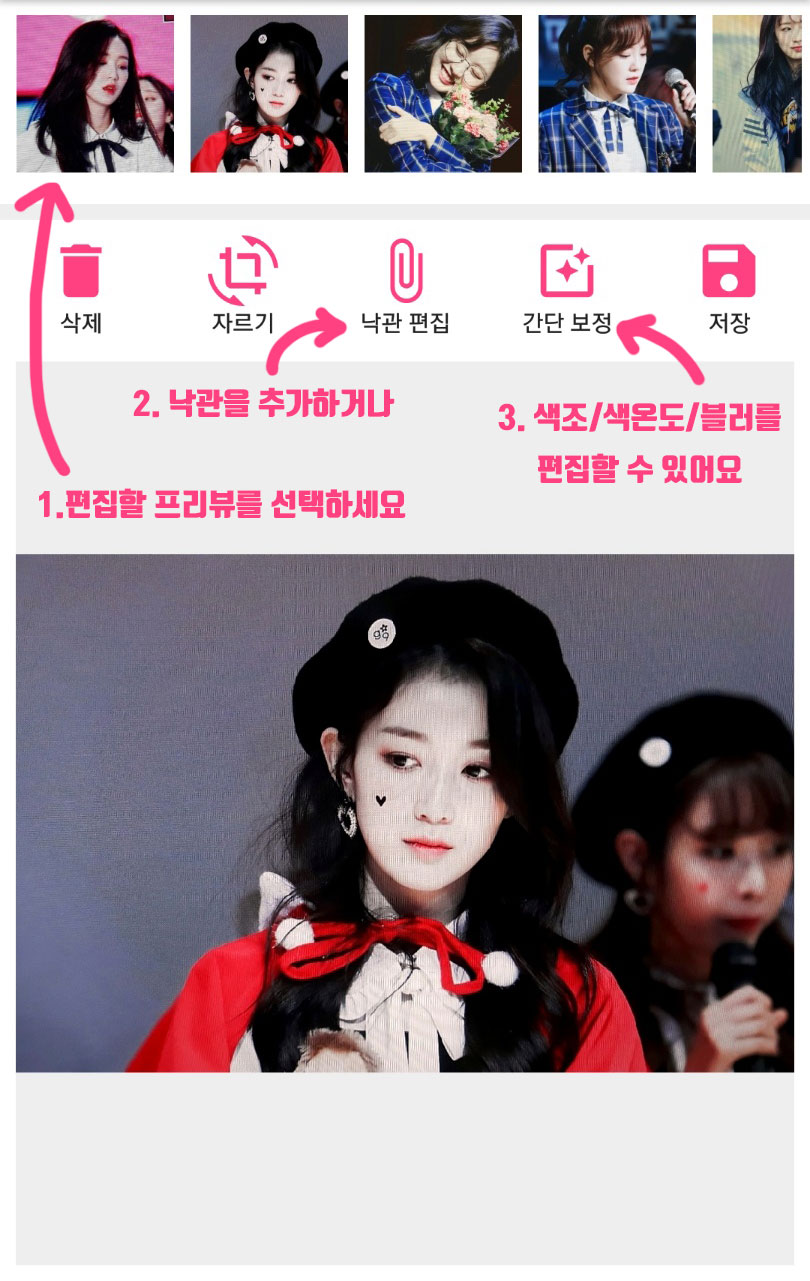 삭제
자르기
낙관 편집
간단 보정
저장
2. 낙관을 추가하거나
3. 색조/색온도/블러를
편집할 수 있어요
1.편집할 프리뷰를 선택하세요